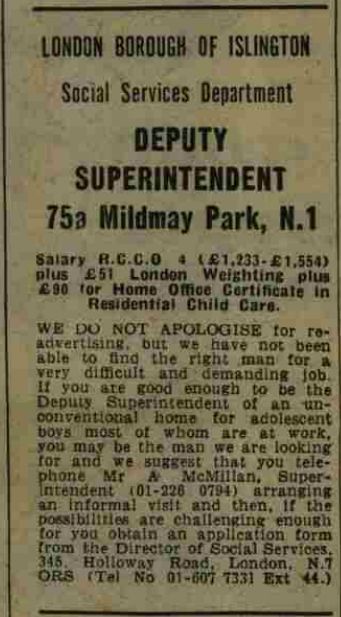 LONDON BOROUGH OF ISLINGTON
Social Services Department
DEPUTY
SUPERINTENDENT
75a Mildmay Park, N.1
Salary R.C.C.O 4 (£1,233-£1,554)
plus £51 London Weighting plus
£90 for Home Office Certificate in
Residential Child Care.
WE DO NOT APOLOGISE for re-
advertising, but we have not been
able to find the right man for a
very difficult and demanding job.
If you are good enough to be the
Deputy Superintendent of an un-
conventional home for adolescent
boys most of whom are at work,
you may be the man we are looking
for and we suggest that you tele-
phone Mr A McMillan, Super-
intendent (01-226 0794) arranging
an informal visit and then, if the
possibilities are challenging enough
for you obtain an application form
from the Director of Social Services,
345, Holloway Road, London, N.7
ORS (Tel No 01-607 7331 Ext 44.)